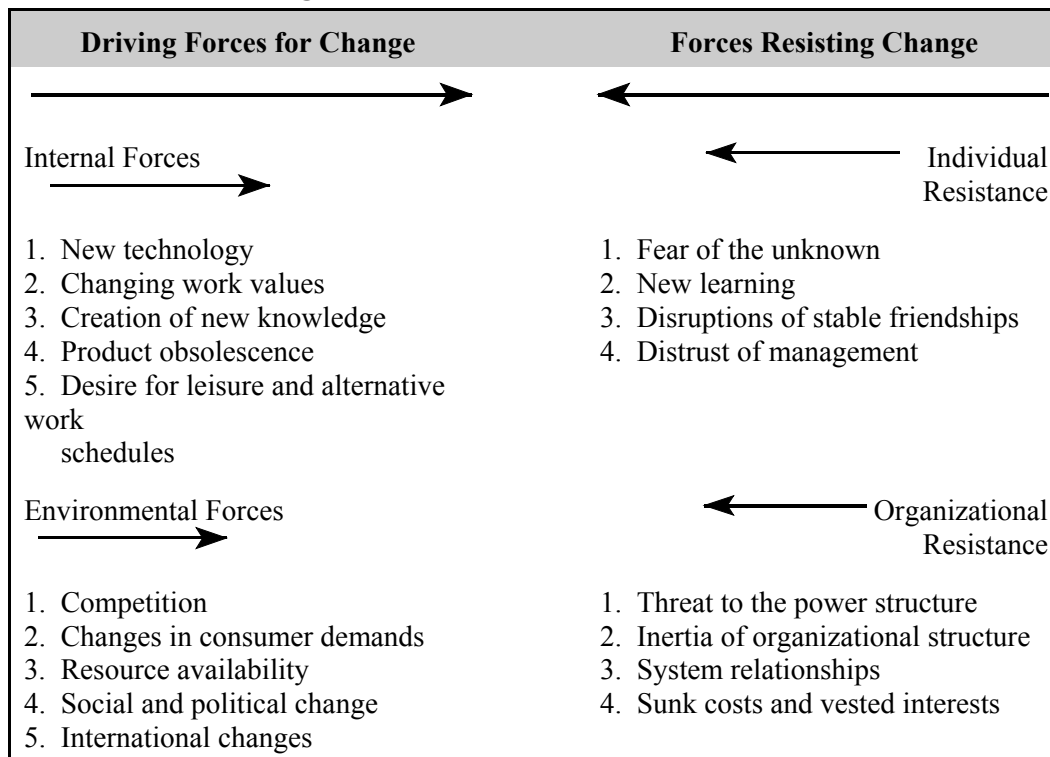 Driving Forces for Change
Forces Resisting Change
Internal Forces
Individual
Resistance
1. New technology
2. Changing work values
3. Creation of new knowledge
4. Product obsolescence
5. Desire for leisure and alternative
work
schedules
1. Fear of the unknown
2. New learning
3. Disruptions of stable friendships
4. Distrust of management
Environmental Forces
Organizational
Resistance
1. Competition
2. Changes in consumer demands
3. Resource availability
4. Social and political change
5. International changes
1. Threat to the power structure
2. Inertia of organizational structure
3. System relationships
4. Sunk costs and vested interests